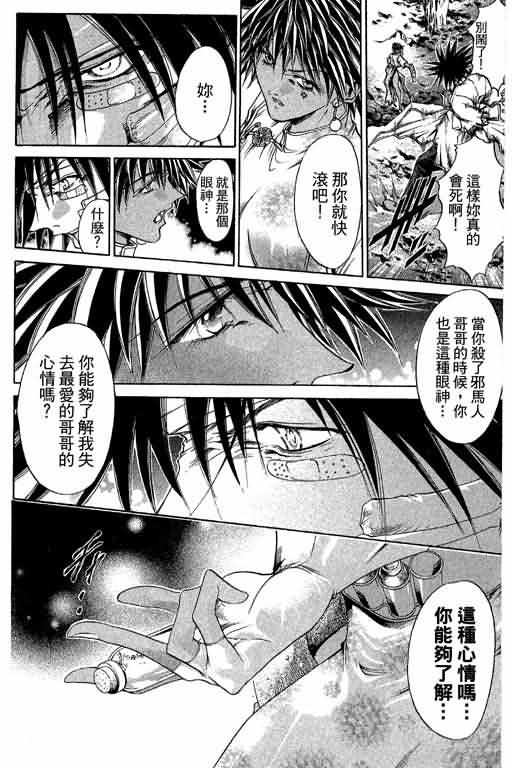 別鬧了！
這樣妳真的
會死啊！
那你就快
滾吧！
妳…
就是那個
眼神…
什麼？
當你殺了邪馬人
哥哥的時候，你
也是這種眼神…
你能夠了解我失
去最愛的哥哥的
心情嗎？
這種心情嗎…
你能夠了解…